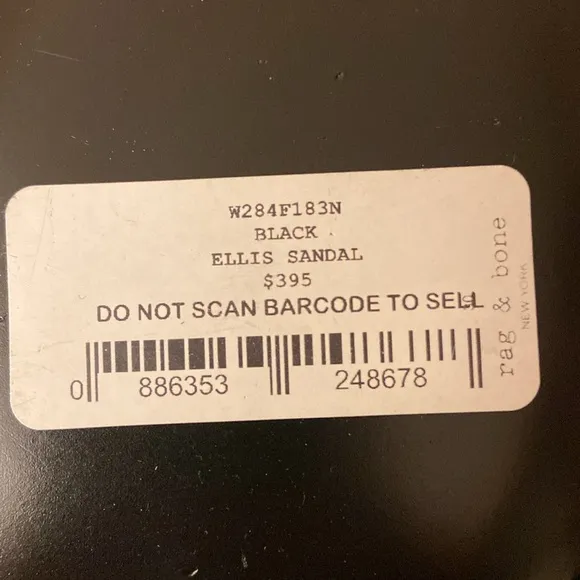 W284F183N
BLACK
ELLIS SANDAL
$395
DO NOT SCAN BARCODE TO SELL
0 886353 248678
rag & bone
NEW YORK